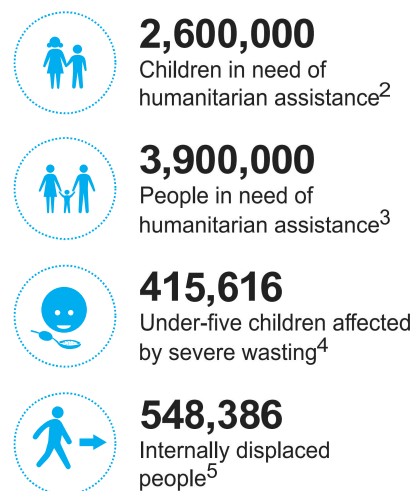 2,600,000
Children in need of
humanitarian assistance2
3,900,000
People in need of
humanitarian assistance3
415,616
Under-five children affected
by severe wasting4
548,386
Internally displaced
people5